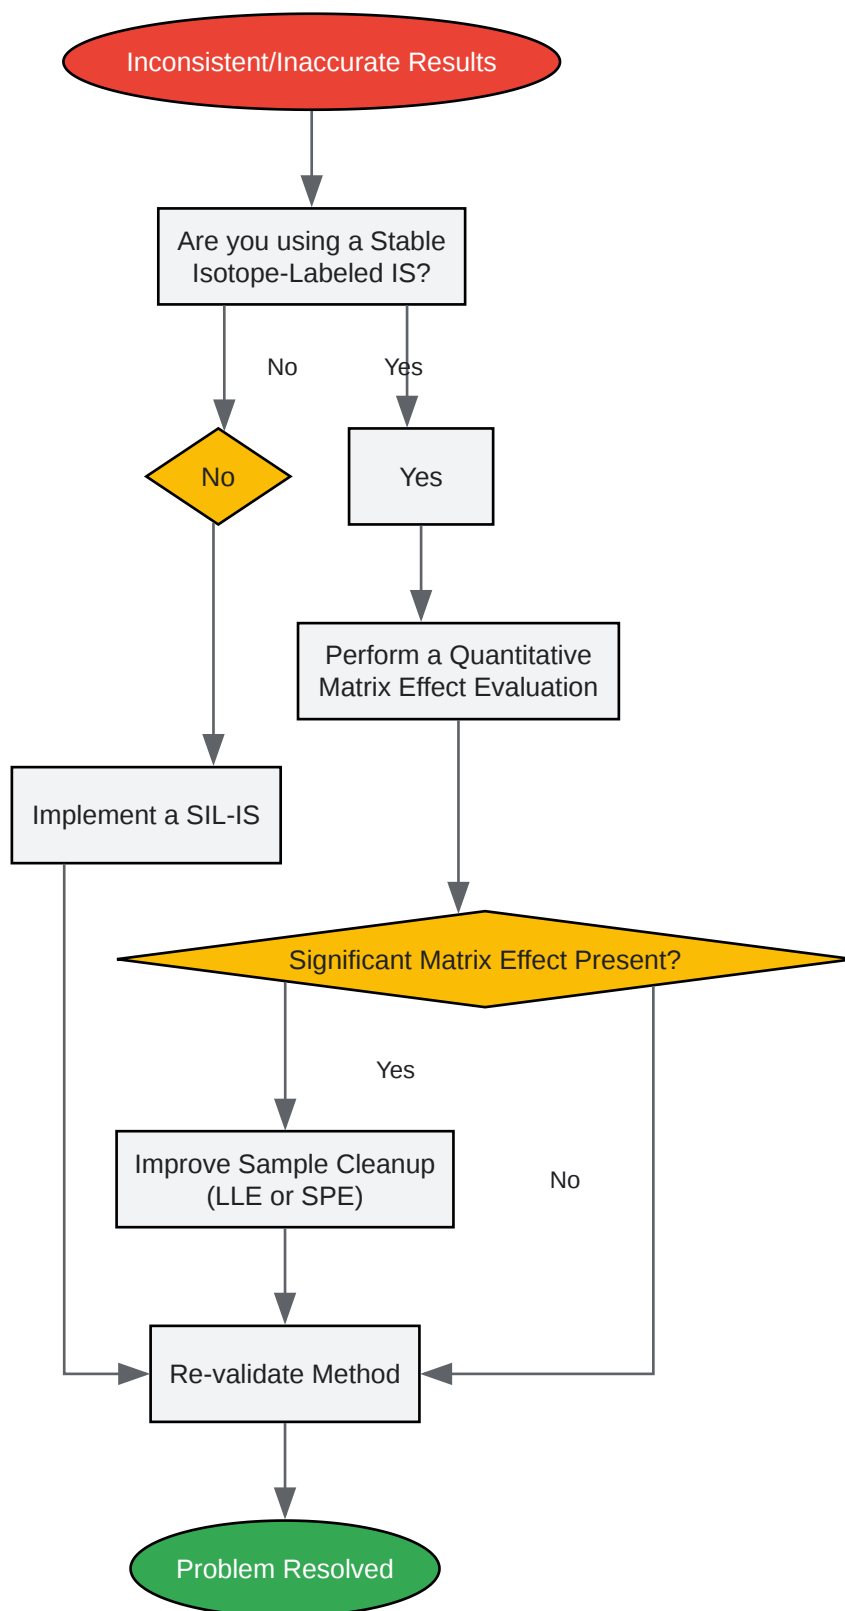 Inconsistent/Inaccurate Results
Are you using a Stable
Isotope-Labeled IS?
No
Yes
No
Yes
Perform a Quantitative
Matrix Effect Evaluation
Implement a SIL-IS
Significant Matrix Effect Present?
Yes
Improve Sample Cleanup
(LLE or SPE)
No
Re-validate Method
Problem Resolved